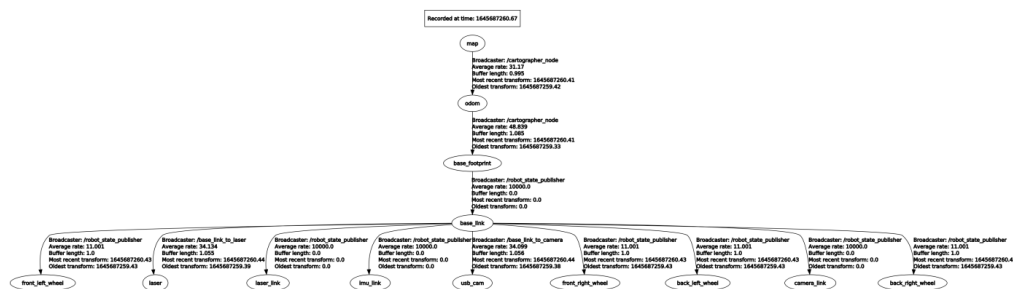 Recorded at time: 1645687260.67
map
Broadcaster: /cartographer_node
Average rate: 31.17
Buffer length: 0.995
Most recent transform: 1645687260.41
Oldest transform: 1645687259.42
odom
Broadcaster: /cartographer_node
Average rate: 48.839
Buffer length: 1.085
Most recent transform: 1645687260.41
Oldest transform: 1645687259.33
base_footprint
Broadcaster: /robot_state_publisher
Average rate: 10000.0
Buffer length: 0.0
Most recent transform: 0.0
Oldest transform: 0.0
base_link
Broadcaster: /robot_state_publisher
Average rate: 11.001
Buffer length: 1.0
Most recent transform: 1645687260.43
Oldest transform: 1645687259.43
front_left_wheel
Broadcaster: /base_link_to_laser
Average rate: 34.134
Buffer length: 1.055
Most recent transform: 1645687260.44
Oldest transform: 1645687259.39
laser
Broadcaster: /robot_state_publisher
Average rate: 10000.0
Buffer length: 0.0
Most recent transform: 0.0
Oldest transform: 0.0
laser_link
Broadcaster: /robot_state_publisher
Average rate: 10000.0
Buffer length: 0.0
Most recent transform: 0.0
Oldest transform: 0.0
imu_link
Broadcaster: /base_link_to_camera
Average rate: 34.099
Buffer length: 1.056
Most recent transform: 1645687260.44
Oldest transform: 1645687259.38
usb_cam
Broadcaster: /robot_state_publisher
Average rate: 11.001
Buffer length: 1.0
Most recent transform: 1645687260.43
Oldest transform: 1645687259.43
front_right_wheel
Broadcaster: /robot_state_publisher
Average rate: 11.001
Buffer length: 1.0
Most recent transform: 1645687260.43
Oldest transform: 1645687259.43
back_left_wheel
Broadcaster: /robot_state_publisher
Average rate: 10000.0
Buffer length: 0.0
Most recent transform: 0.0
Oldest transform: 0.0
camera_link
Broadcaster: /robot_state_publisher
Average rate: 11.001
Buffer length: 1.0
Most recent transform: 1645687260.4
Oldest transform: 1645687259.43
back_right_wheel